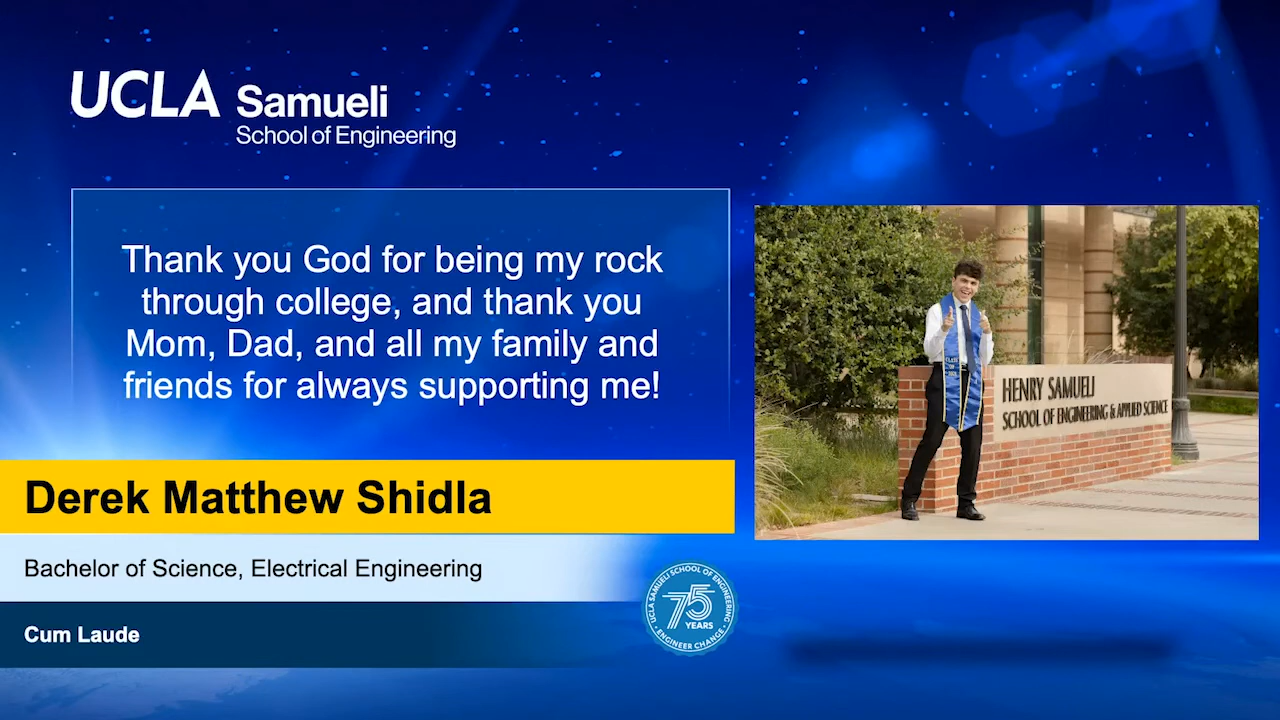 UCLA Samueli
School of Engineering
Thank you God for being my rock
through college, and thank you
Mom, Dad, and all my family and
friends for always supporting me!
HENRY SAMUELI
SCHOOL OF ENGINEERING & APPLIED SCIENCE
Derek Matthew Shidla
Bachelor of Science, Electrical Engineering
Cum Laude
UCLA SAMUELI SCHOOL OF ENGINEERING
75
YEARS
• ENGINEER CHANGE •